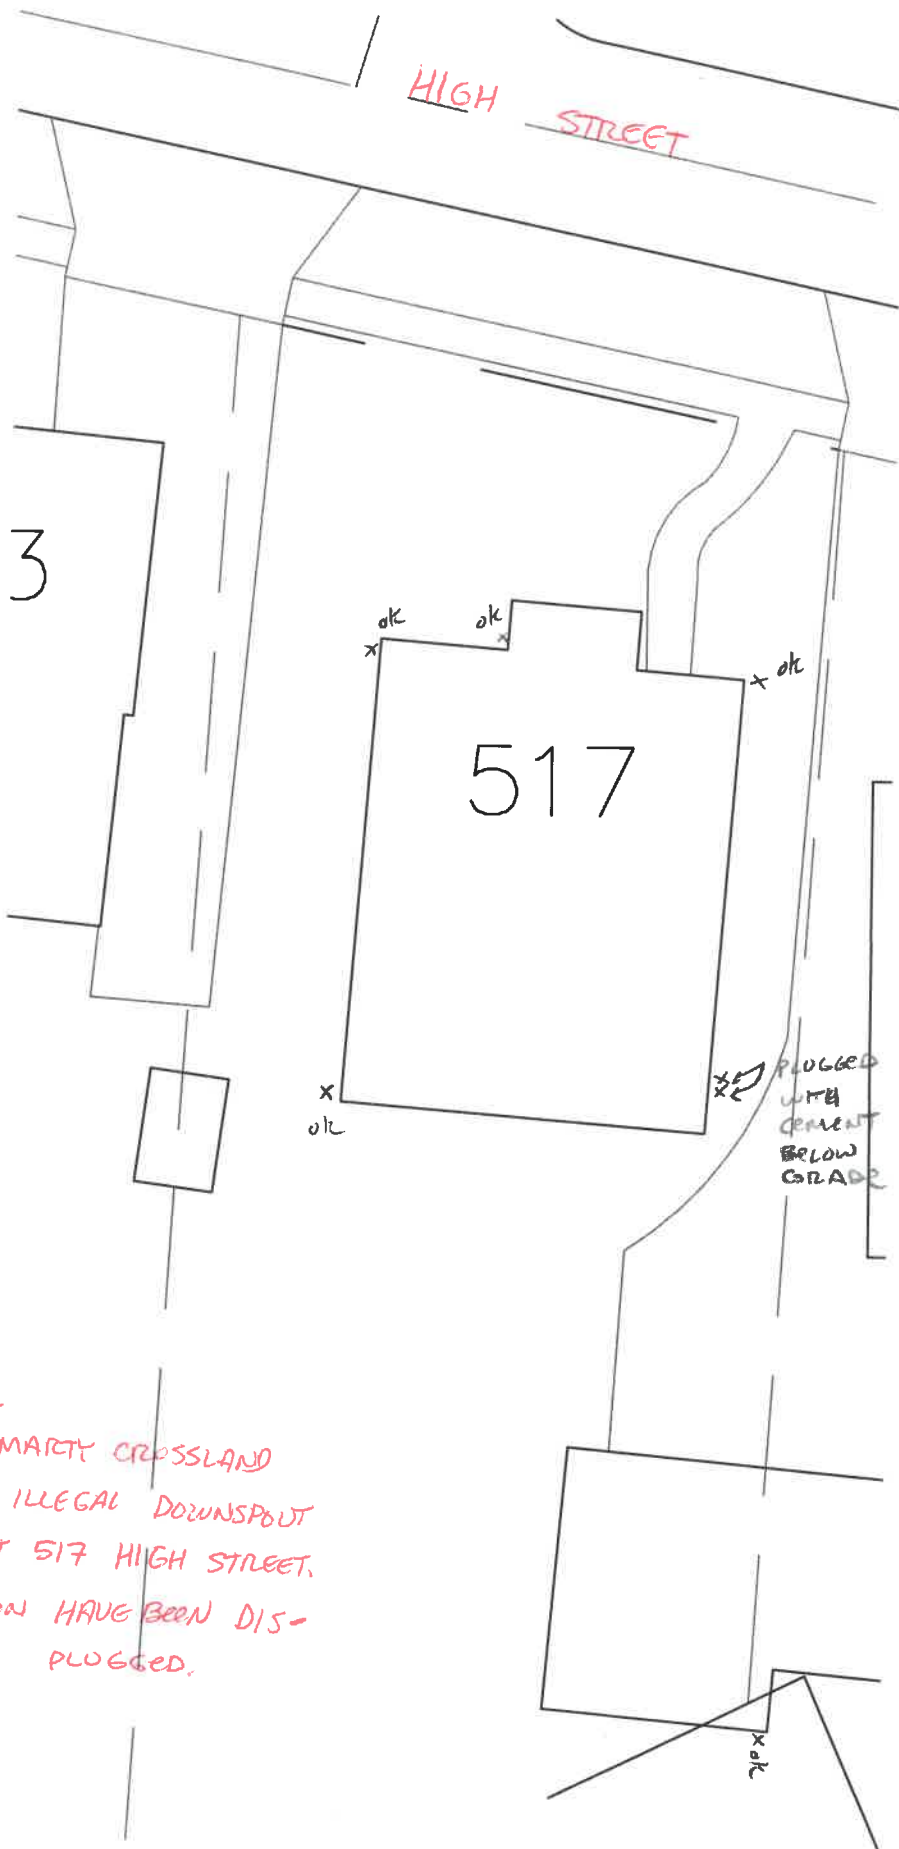 HIGH STREET
3
ok
ok
ok
517
PLUGGED
WITH
CEMENT
BELOW
GRADE
ok
MARTY CROSSLAND
ILLEGAL DOWNSPOUT
517 HIGH STREET.
HAVE BEEN DIS-
PLUGGED.
ok